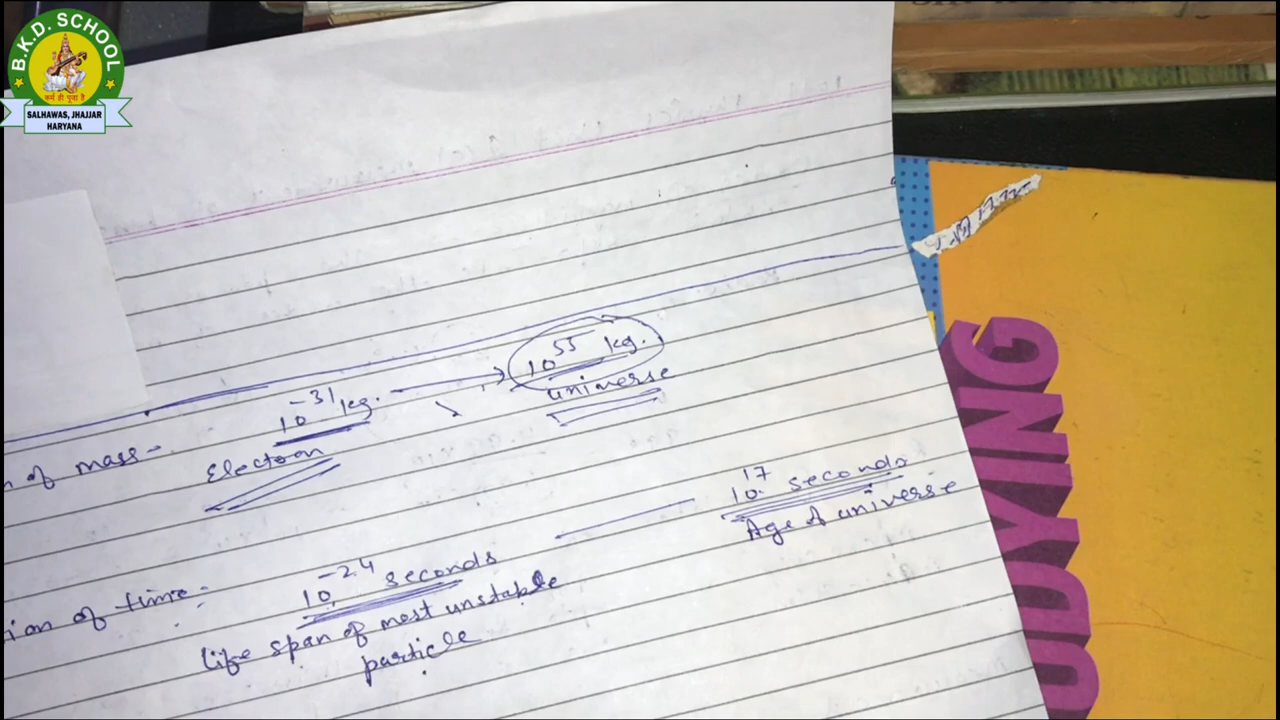 B.K.D. SCHOOL
कर्म ही पूजा है
SALHAWAS, JHAJJAR
HARYANA
n of mass-
10⁻³¹ kg.
Electron
10⁵⁵ kg.
universe
ion of time:
10⁻²⁴ seconds
life span of most unstable
particle
10¹⁷ seconds
Age of universe
UDYING